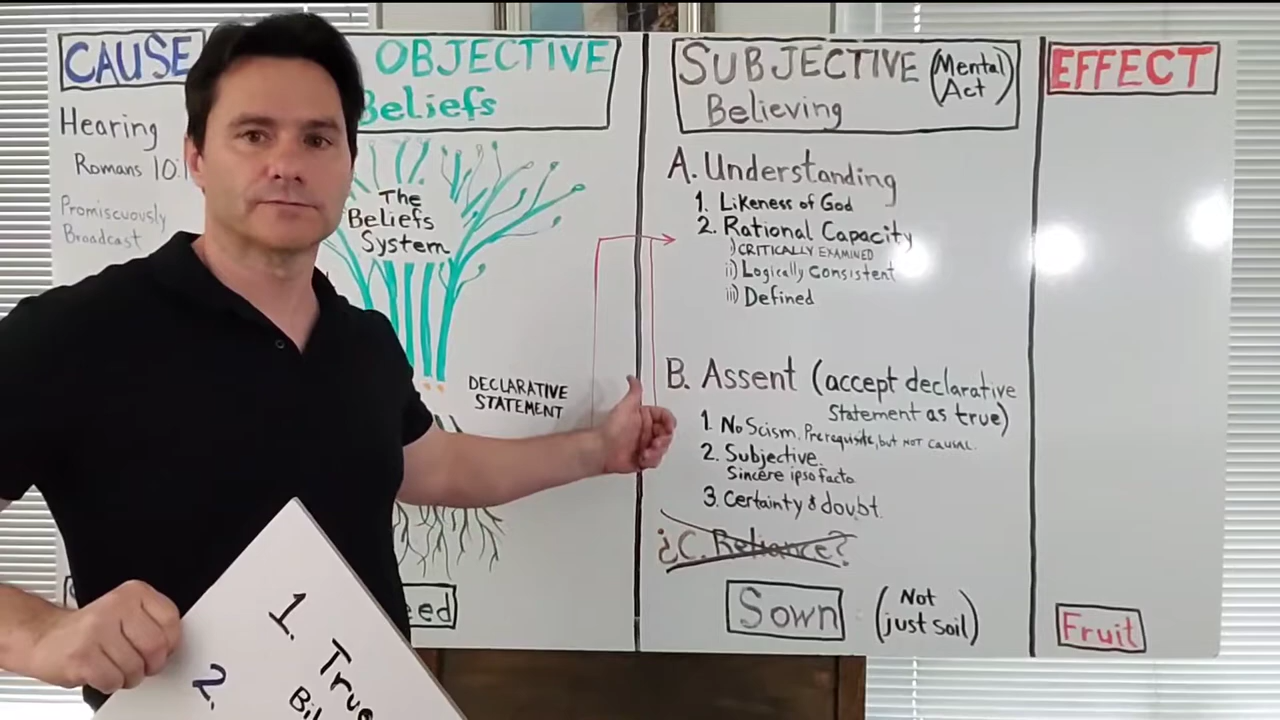 CAUSE
Hearing
Romans 10:1
Promiscuously
Broadcast
OBJECTIVE
Beliefs
The
Beliefs
System
DECLARATIVE
STATEMENT
eed
SUBJECTIVE (Mental Act)
Believing
A. Understanding
1. Likeness of God
2. Rational Capacity
i) CRITICALLY EXAMINED
ii) Logically consistent
iii) Defined
B. Assent (accept declarative
Statement as true)
1. No Scism. Prerequisite, but NOT CAUSAL.
2. Subjective.
Sincere ipso facto
3. Certainty & doubt.
¿C. Reliance?
Sown (Not just soil)
EFFECT
Fruit
1. True
2. Bi